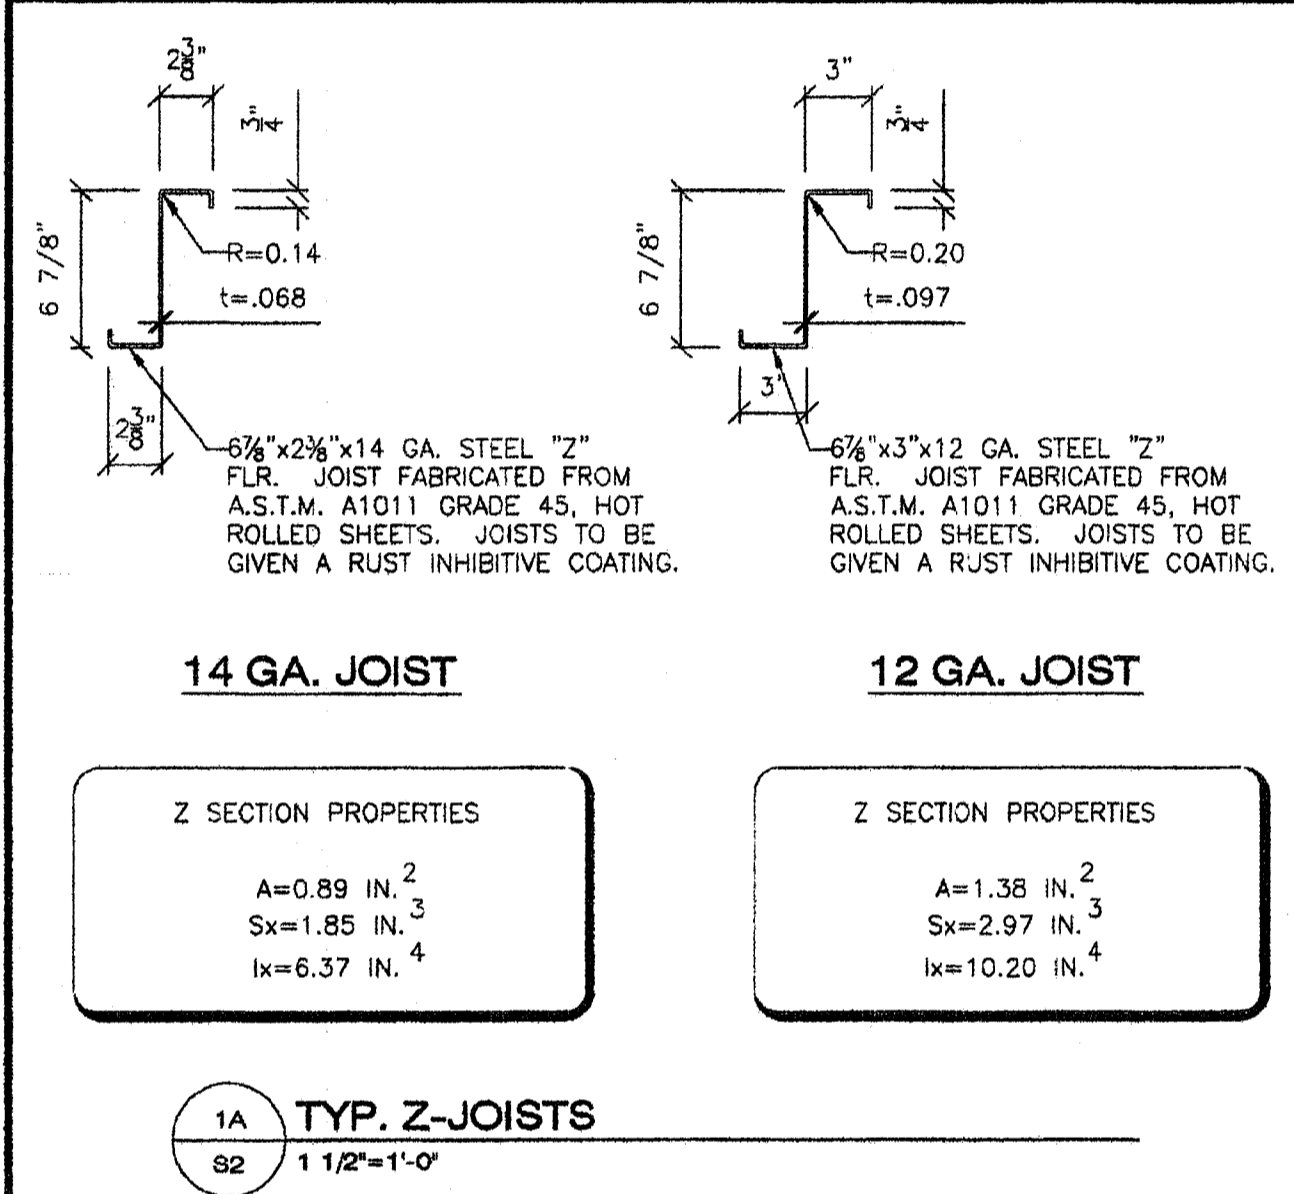 2 3/8"
3/4"
6 7/8"
R=0.14
t=.068
2 3/8"
6⅞"x2⅜"x14 GA. STEEL "Z"
FLR. JOIST FABRICATED FROM
A.S.T.M. A1011 GRADE 45, HOT
ROLLED SHEETS. JOISTS TO BE
GIVEN A RUST INHIBITIVE COATING.
14 GA. JOIST
Z SECTION PROPERTIES
A=0.89 IN.²
Sx=1.85 IN.³
Ix=6.37 IN.⁴
3"
3/4"
6 7/8"
R=0.20
t=.097
3"
6⅞"x3"x12 GA. STEEL "Z"
FLR. JOIST FABRICATED FROM
A.S.T.M. A1011 GRADE 45, HOT
ROLLED SHEETS. JOISTS TO BE
GIVEN A RUST INHIBITIVE COATING.
12 GA. JOIST
Z SECTION PROPERTIES
A=1.38 IN.²
Sx=2.97 IN.³
Ix=10.20 IN.⁴
1A
S2
TYP. Z-JOISTS
1 1/2"=1'-0"